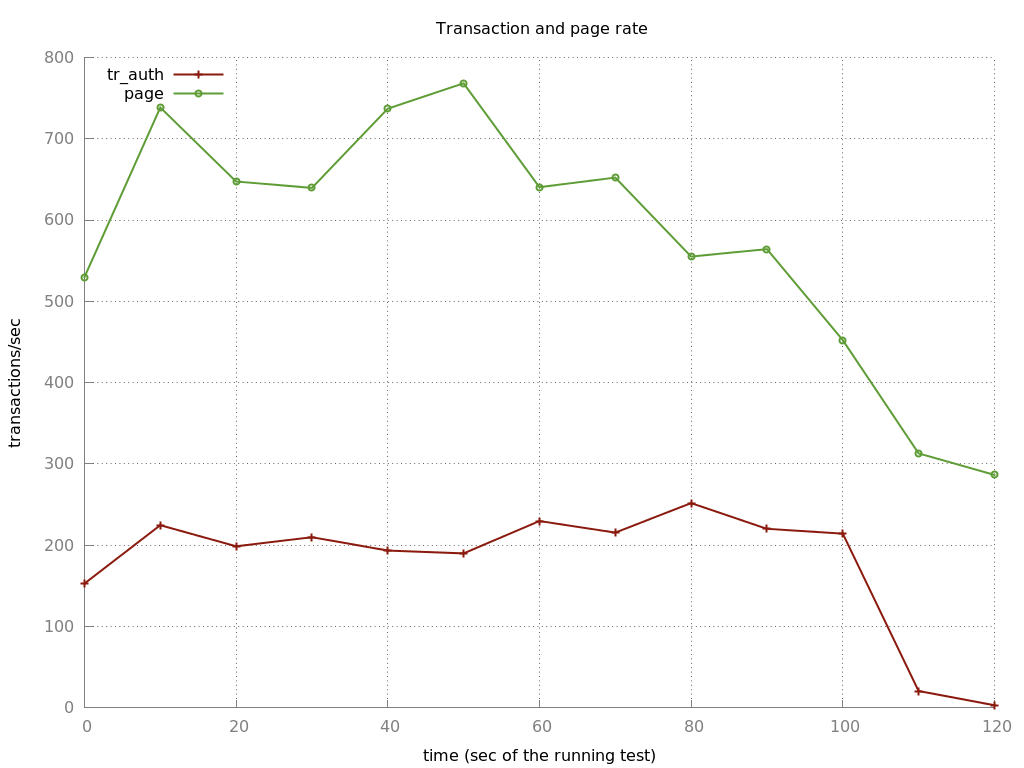 Transaction and page rate
800
700
600
500
400
300
200
100
0
tr_auth
page
transactions/sec
0 20 40 60 80 100 120
time (sec of the running test)